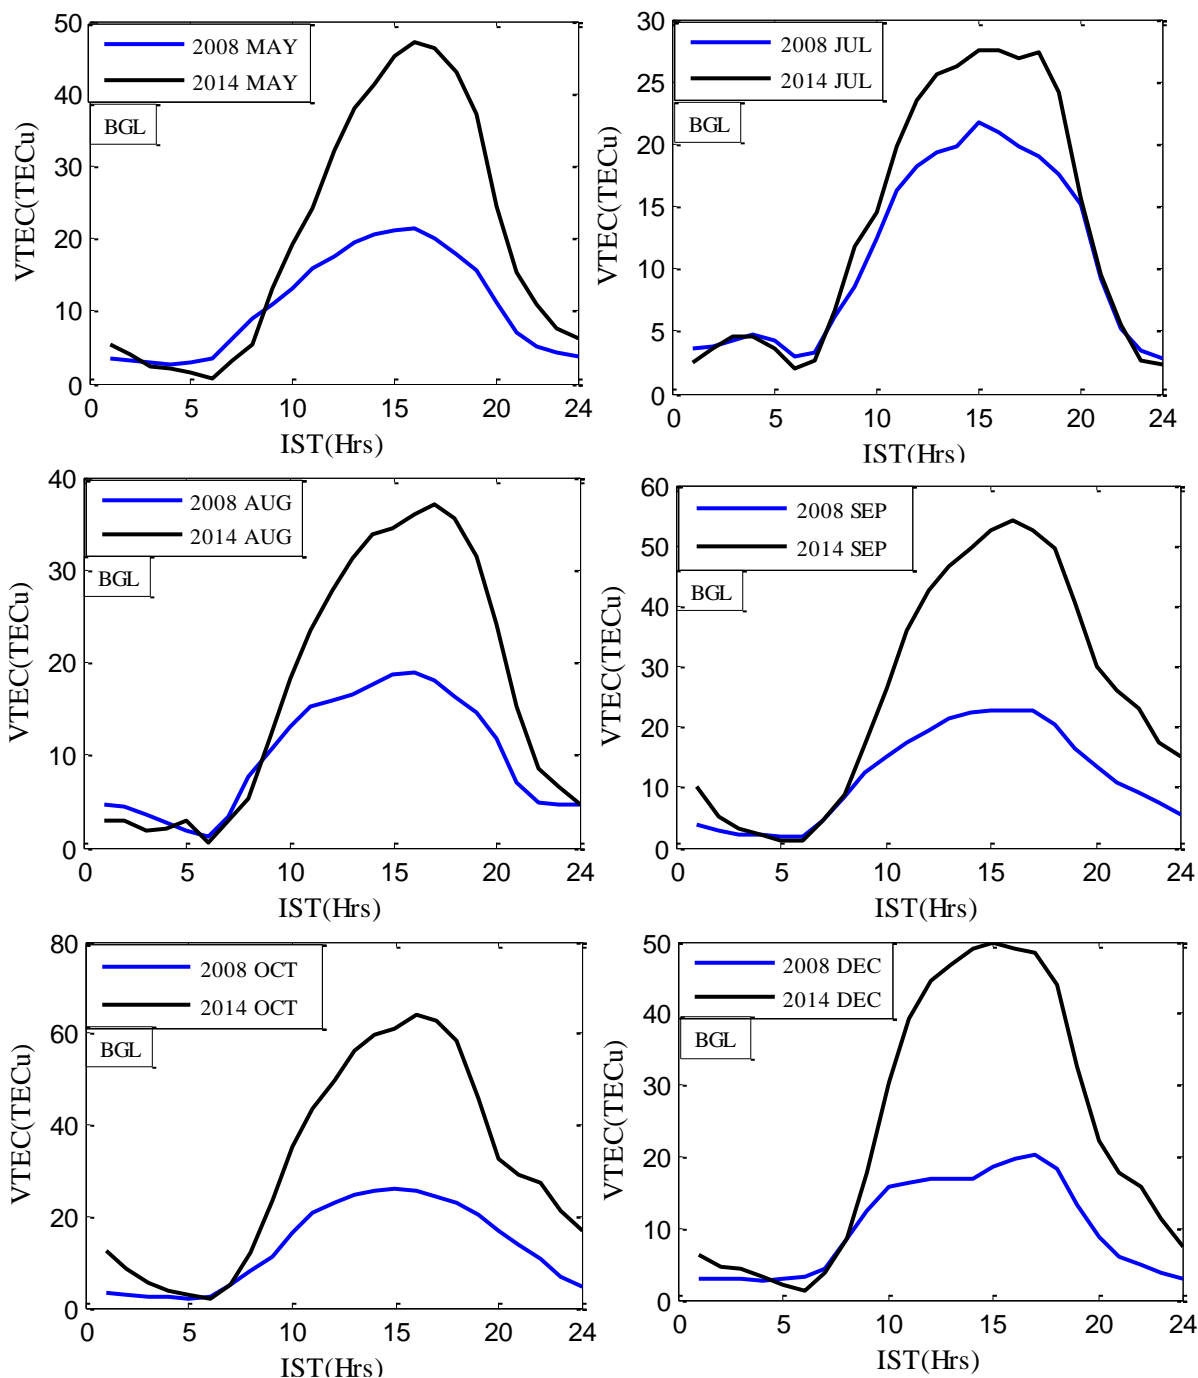 50
40
30
20
10
0
VTEC(TECu)
2008 MAY
2014 MAY
BGL
0 5 10 15 20 24
IST(Hrs)
30
25
20
15
10
5
0
VTEC(TECu)
2008 JUL
2014 JUL
BGL
0 5 10 15 20 24
IST(Hrs)
40
30
20
10
0
VTEC(TECu)
2008 AUG
2014 AUG
BGL
0 5 10 15 20 24
IST(Hrs)
60
50
40
30
20
10
0
VTEC(TECu)
2008 SEP
2014 SEP
BGL
0 5 10 15 20 24
IST(Hrs)
80
60
40
20
0
VTEC(TECu)
2008 OCT
2014 OCT
BGL
0 5 10 15 20 24
IST(Hrs)
50
40
30
20
10
0
VTEC(TECu)
2008 DEC
2014 DEC
BGL
0 5 10 15 20 24
IST(Hrs)